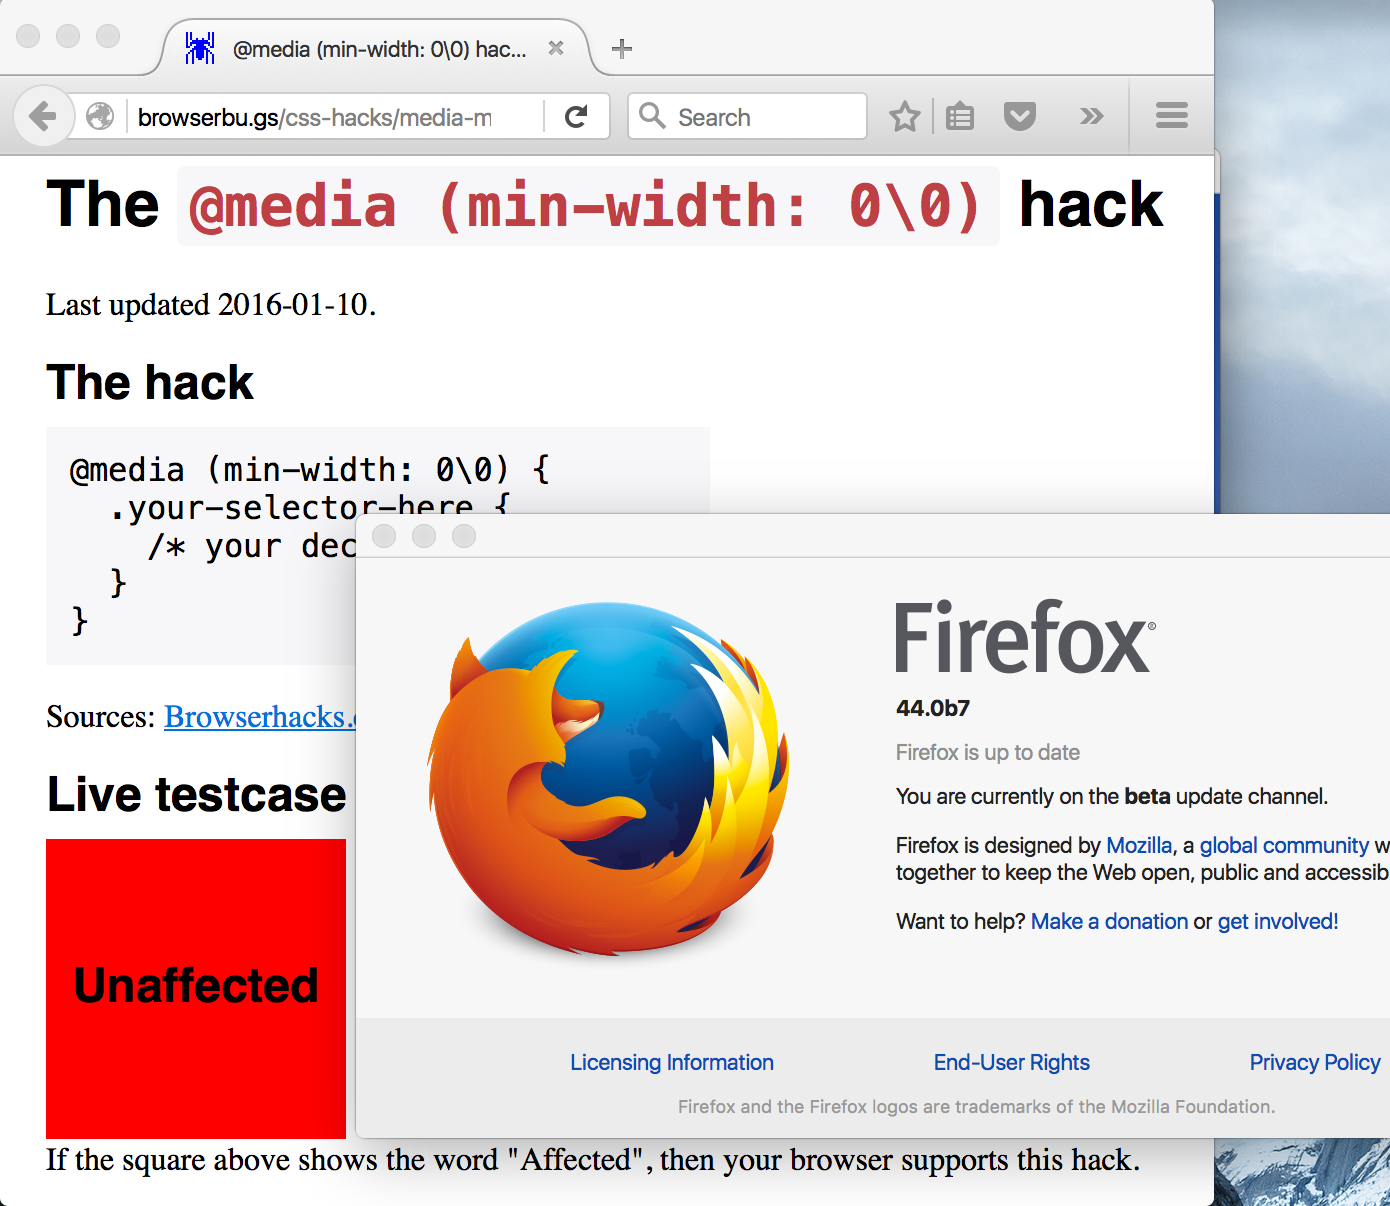 @media (min-width: 0\0) hac...
browserbu.gs/css-hacks/media-m
Search
The @media (min-width: 0\0) hack
Last updated 2016-01-10.
The hack
@media (min-width: 0\0) {
.your-selector-here {
/* your dec
}
}
Sources: Browserhacks.
Live testcase
Unaffected
If the square above shows the word "Affected", then your browser supports this hack.
Firefox®
44.0b7
Firefox is up to date
You are currently on the beta update channel.
Firefox is designed by Mozilla, a global community w
together to keep the Web open, public and accessib
Want to help? Make a donation or get involved!
Licensing Information
End-User Rights
Privacy Policy
Firefox and the Firefox logos are trademarks of the Mozilla Foundation.